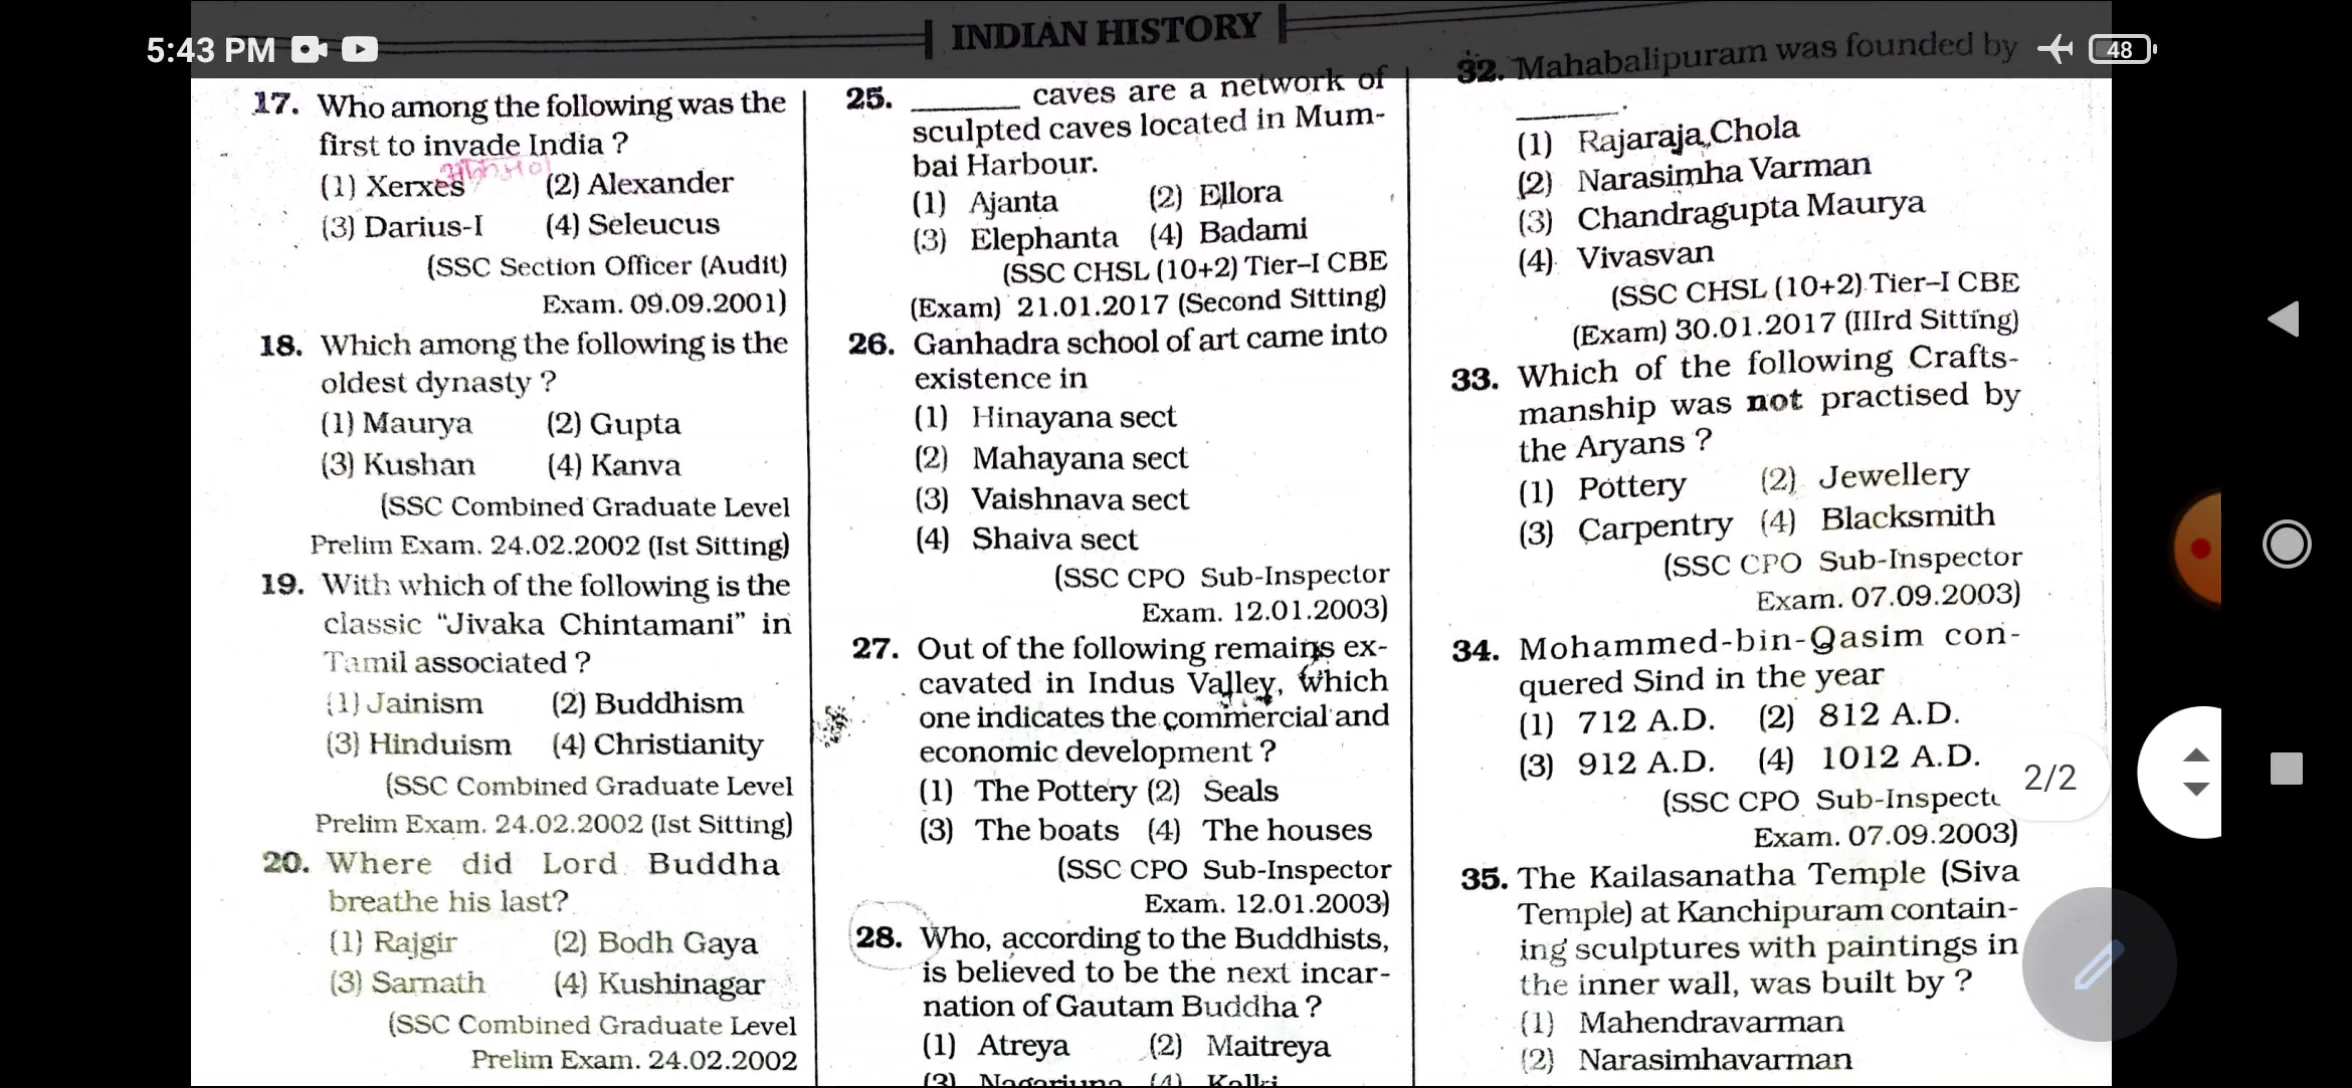 5:43 PM
48
INDIAN HISTORY
17. Who among the following was the
first to invade India ?
(1) Xerxes (2) Alexander
(3) Darius-I (4) Seleucus
(SSC Section Officer (Audit)
Exam. 09.09.2001)
18. Which among the following is the
oldest dynasty ?
(1) Maurya (2) Gupta
(3) Kushan (4) Kanva
(SSC Combined Graduate Level
Prelim Exam. 24.02.2002 (Ist Sitting)
19. With which of the following is the
classic “Jivaka Chintamani” in
Tamil associated ?
(1) Jainism (2) Buddhism
(3) Hinduism (4) Christianity
(SSC Combined Graduate Level
Prelim Exam. 24.02.2002 (Ist Sitting)
20. Where did Lord Buddha
breathe his last?
(1) Rajgir (2) Bodh Gaya
(3) Sarnath (4) Kushinagar
(SSC Combined Graduate Level
Prelim Exam. 24.02.2002
25. ______ caves are a network of
sculpted caves located in Mum-
bai Harbour.
(1) Ajanta (2) Ellora
(3) Elephanta (4) Badami
(SSC CHSL (10+2) Tier–I CBE
(Exam) 21.01.2017 (Second Sitting)
26. Ganhadra school of art came into
existence in
(1) Hinayana sect
(2) Mahayana sect
(3) Vaishnava sect
(4) Shaiva sect
(SSC CPO Sub-Inspector
Exam. 12.01.2003)
27. Out of the following remains ex-
cavated in Indus Valley, which
one indicates the commercial and
economic development ?
(1) The Pottery (2) Seals
(3) The boats (4) The houses
(SSC CPO Sub-Inspector
Exam. 12.01.2003)
28. Who, according to the Buddhists,
is believed to be the next incar-
nation of Gautam Buddha ?
(1) Atreya (2) Maitreya
(3) Nagarjuna (4) Kalki
32. Mahabalipuram was founded by
______.
(1) Rajaraja Chola
(2) Narasimha Varman
(3) Chandragupta Maurya
(4) Vivasvan
(SSC CHSL (10+2) Tier–I CBE
(Exam) 30.01.2017 (IIIrd Sitting)
33. Which of the following Crafts-
manship was not practised by
the Aryans ?
(1) Pottery (2) Jewellery
(3) Carpentry (4) Blacksmith
(SSC CPO Sub-Inspector
Exam. 07.09.2003)
34. Mohammed-bin-Qasim con-
quered Sind in the year
(1) 712 A.D. (2) 812 A.D.
(3) 912 A.D. (4) 1012 A.D.
(SSC CPO Sub-Inspect
Exam. 07.09.2003)
35. The Kailasanatha Temple (Siva
Temple) at Kanchipuram contain-
ing sculptures with paintings in
the inner wall, was built by ?
(1) Mahendravarman
(2) Narasimhavarman
2/2